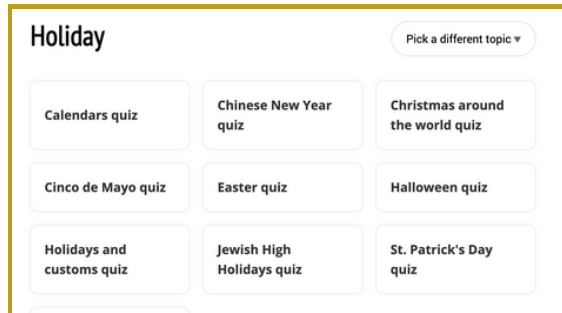 Holiday
Pick a different topic ▾
Calendars quiz
Chinese New Year
quiz
Christmas around
the world quiz
Cinco de Mayo quiz
Easter quiz
Halloween quiz
Holidays and
customs quiz
Jewish High
Holidays quiz
St. Patrick's Day
quiz